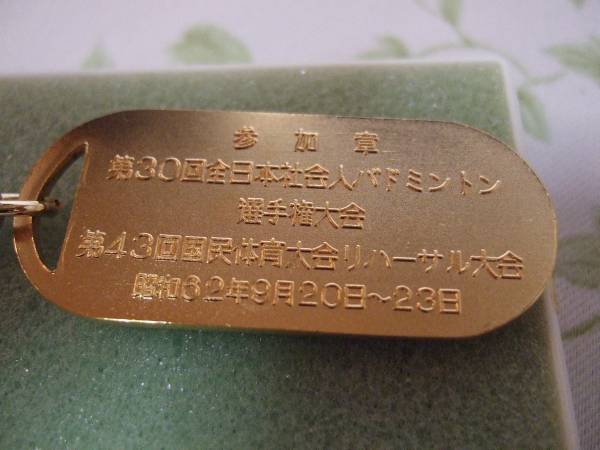 参加章
第30回全日本社会人バドミントン
選手権大会
第43回国民体育大会リハーサル大会
昭和62年9月20日～23日